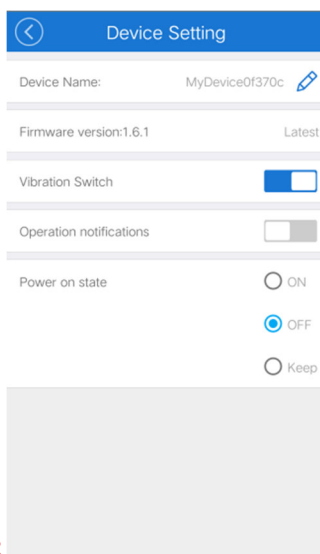 Device Setting
Device Name: MyDevice0f370c
Firmware version:1.6.1 Latest
Vibration Switch
Operation notifications
Power on state ON
OFF
Keep